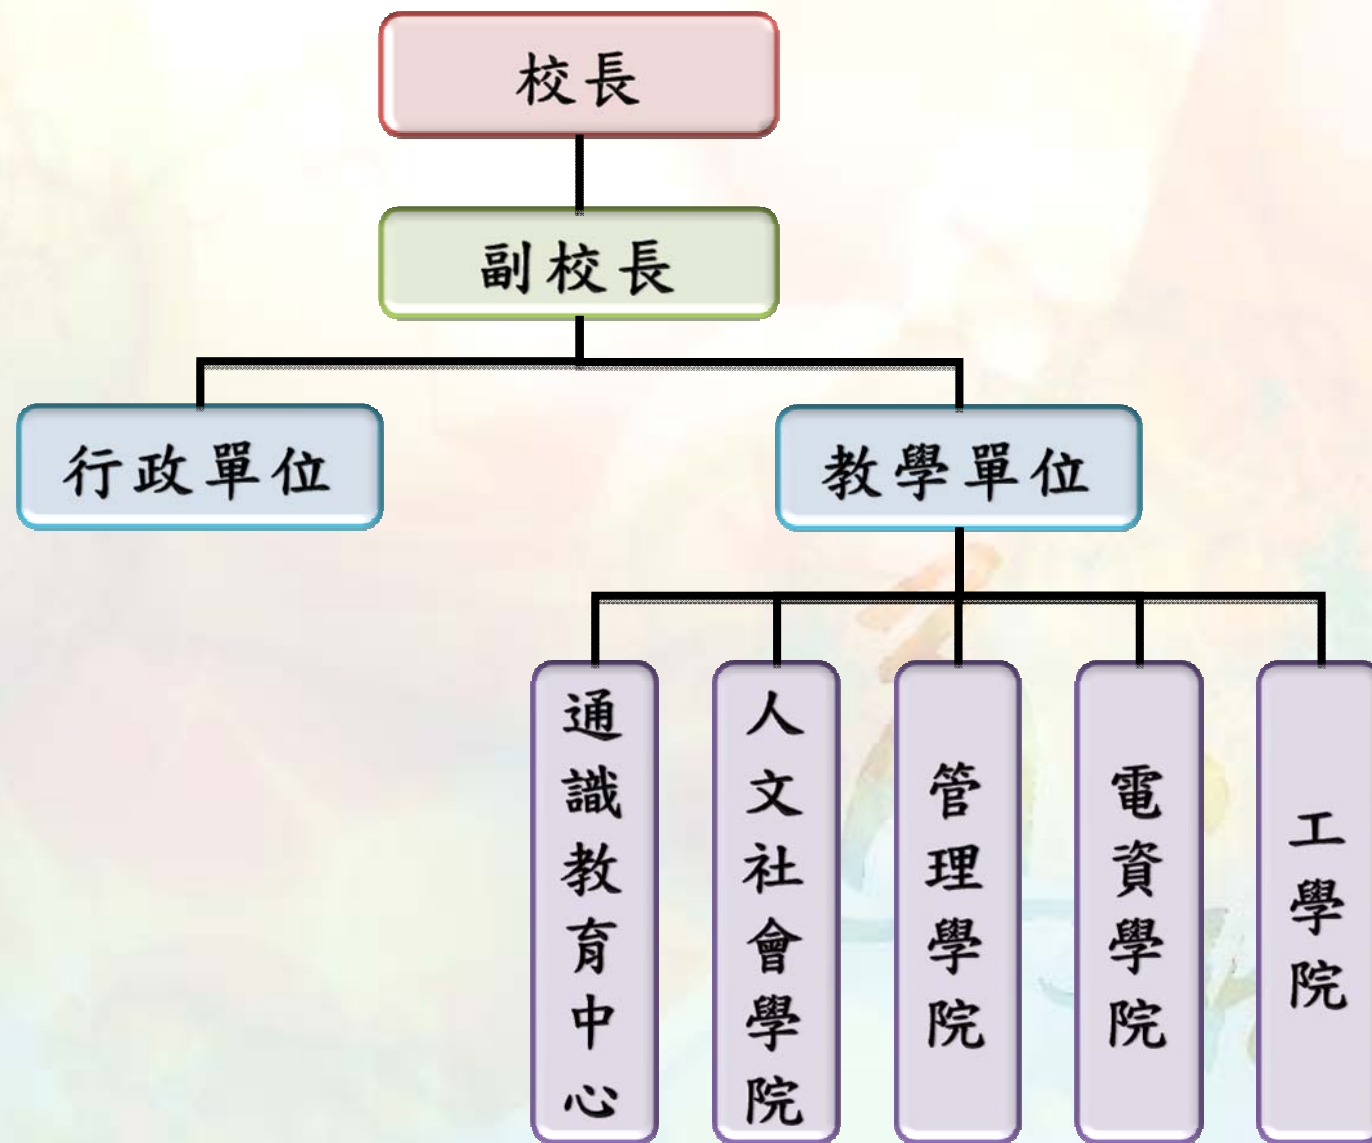 校長
副校長
行政單位
教學單位
通識教育中心
人文社會學院
管理學院
電資學院
工學院